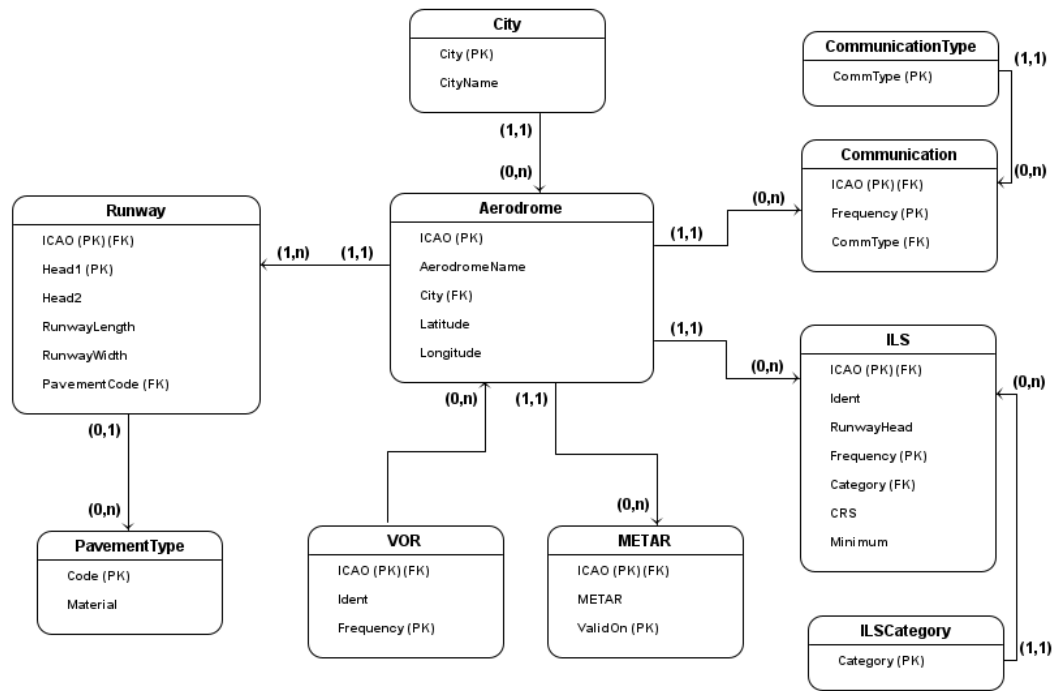 City
City (PK)
CityName
(1,1)
(0,n)
CommunicationType
CommType (PK)
(1,1)
(0,n)
Communication
ICAO (PK)(FK)
Frequency (PK)
CommType (FK)
(0,n)
(1,1)
Runway
ICAO (PK)(FK)
Head1 (PK)
Head2
RunwayLength
RunwayWidth
PavementCode (FK)
(1,n)
(1,1)
Aerodrome
ICAO (PK)
AerodromeName
City (FK)
Latitude
Longitude
(1,1)
(0,n)
ILS
ICAO (PK)(FK)
Ident
RunwayHead
Frequency (PK)
Category (FK)
CRS
Minimum
(0,n)
(0,1)
(0,n)
PavementType
Code (PK)
Material
(0,n)
(1,1)
(0,n)
VOR
ICAO (PK)(FK)
Ident
Frequency (PK)
METAR
ICAO (PK)(FK)
METAR
ValidOn (PK)
ILSCategory
Category (PK)
(1,1)